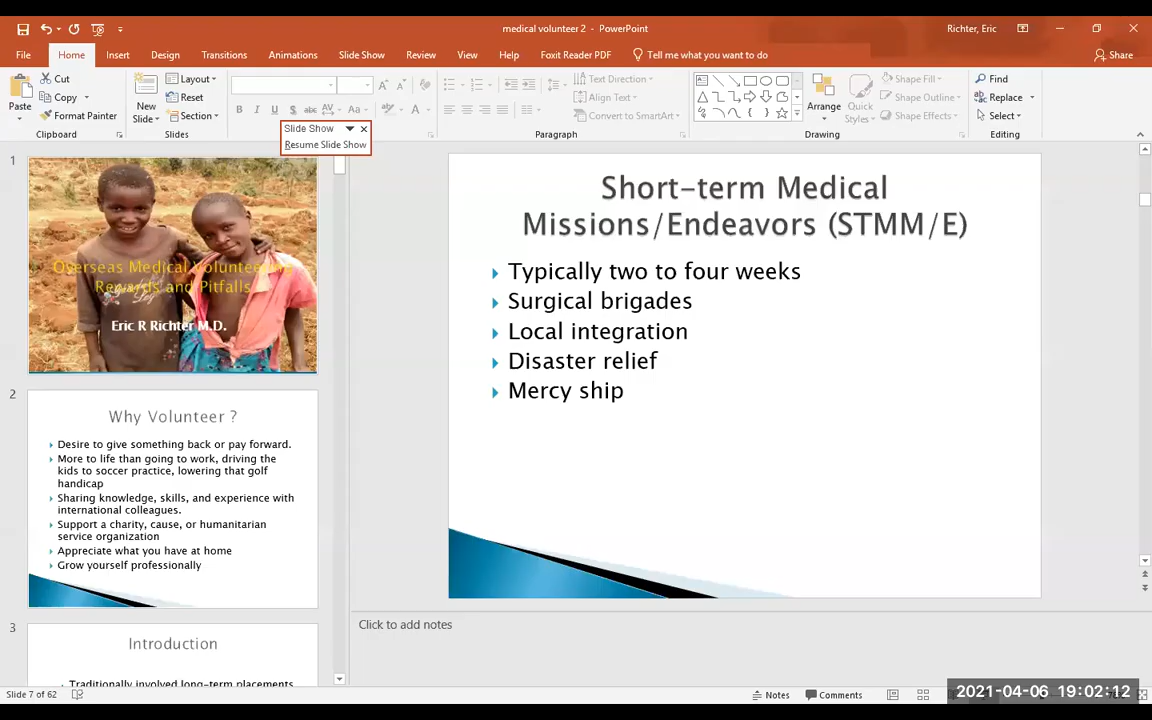 medical volunteer 2 - PowerPoint
Richter, Eric
File Home Insert Design Transitions Animations Slide Show Review View Help Foxit Reader PDF Tell me what you want to do Share
Paste
Cut
Copy
Format Painter
Clipboard
New
Slide
Layout
Reset
Section
Slides
B I U S abc AV Aa A
Paragraph
Text Direction
Align Text
Convert to SmartArt
Arrange
Quick
Styles
Shape Fill
Shape Outline
Shape Effects
Drawing
Find
Replace
Select
Editing
Slide Show
Resume Slide Show
1
Overseas Medical Volunteering
Rewards and Pitfalls
Eric R Richter M.D.
2
Why Volunteer ?
Desire to give something back or pay forward.
More to life than going to work, driving the
kids to soccer practice, lowering that golf
handicap
Sharing knowledge, skills, and experience with
international colleagues.
Support a charity, cause, or humanitarian
service organization
Appreciate what you have at home
Grow yourself professionally
3
Introduction
Traditionally involved long-term placements
Short-term Medical
Missions/Endeavors (STMM/E)
Typically two to four weeks
Surgical brigades
Local integration
Disaster relief
Mercy ship
Click to add notes
Slide 7 of 62
Notes
Comments
2021-04-06 19:02:12